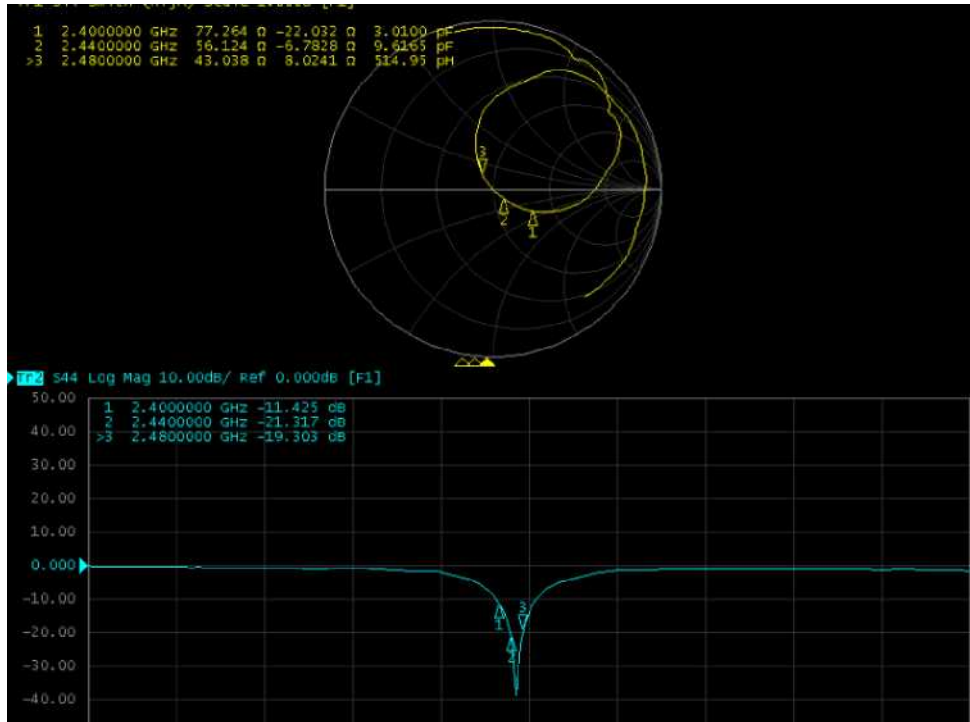 1 2.4000000 GHz 77.264 Ω -22.032 Ω 3.0100 pF
2 2.4400000 GHz 56.124 Ω -6.7828 Ω 9.6165 pF
>3 2.4800000 GHz 43.038 Ω 8.0241 Ω 514.95 pH
3
2
1
Tr2 S44 Log Mag 10.00dB/ Ref 0.000dB [F1]
50.00
1 2.4000000 GHz -11.425 dB
2 2.4400000 GHz -21.317 dB
40.00
>3 2.4800000 GHz -19.303 dB
30.00
20.00
10.00
0.000
-10.00
3
1
-20.00
2
-30.00
-40.00